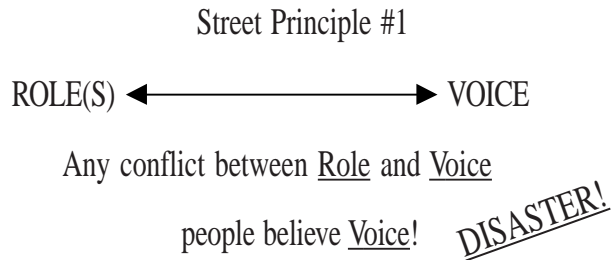 Street Principle #1
ROLE(S) VOICE
Any conflict between Role and Voice
people believe Voice! DISASTER!